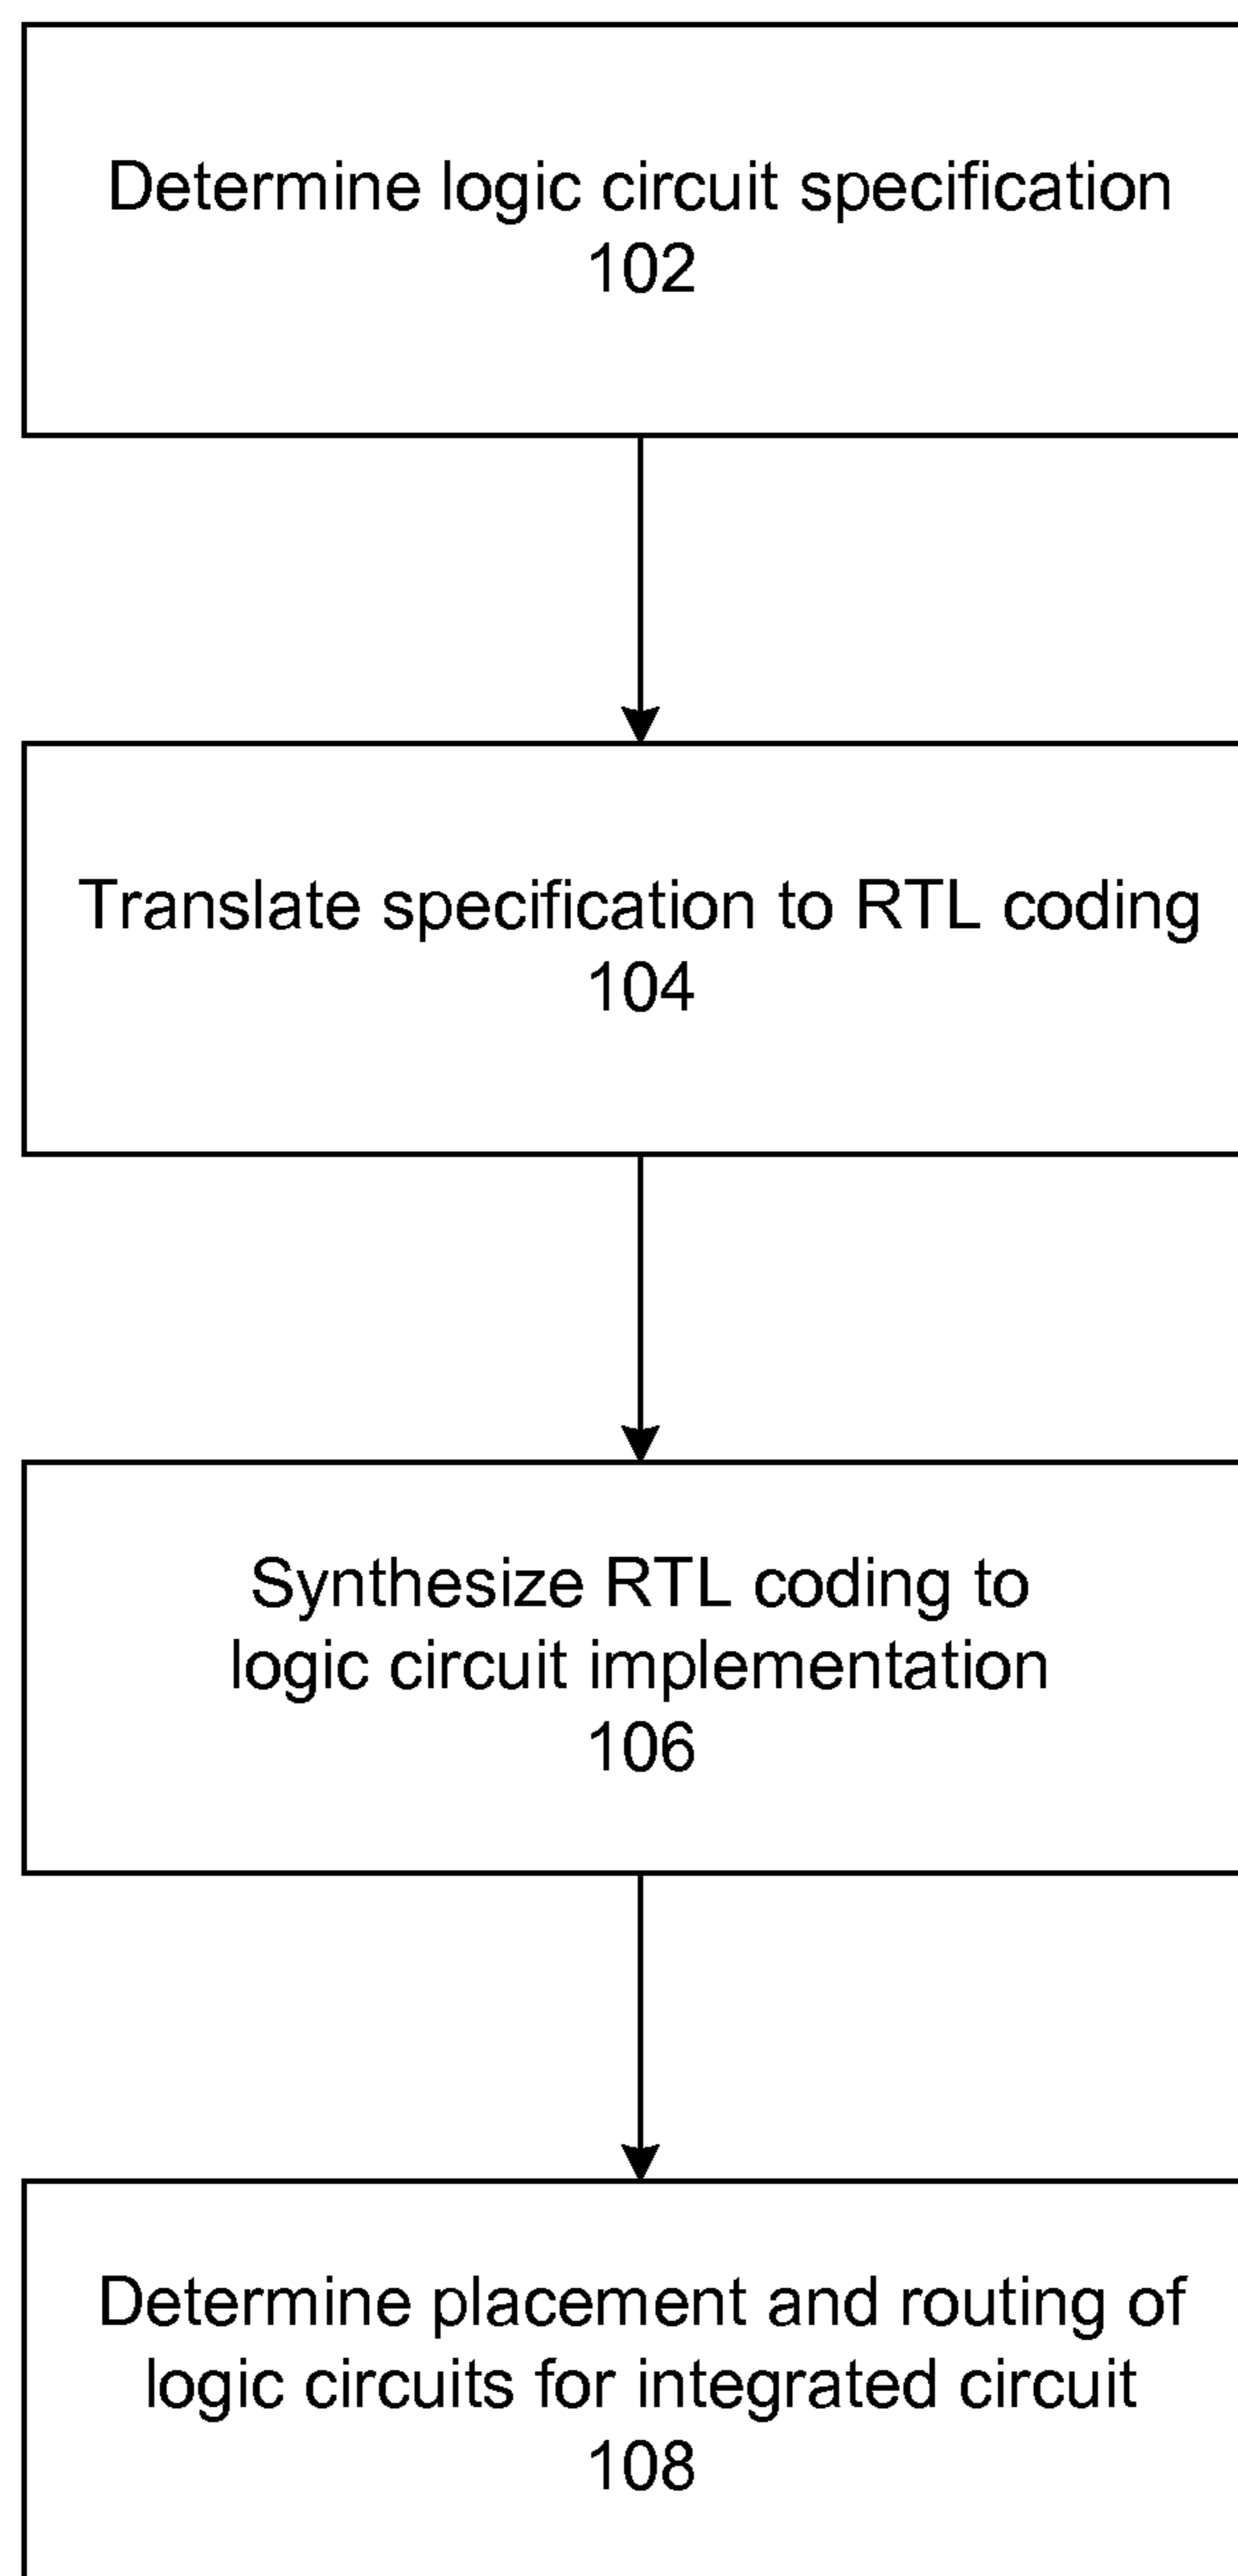 Determine logic circuit specification
102
Translate specification to RTL coding
104
Synthesize RTL coding to
logic circuit implementation
106
Determine placement and routing of
logic circuits for integrated circuit
108